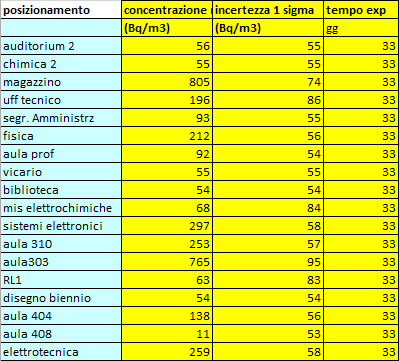 posizionamento concentrazione incertezza 1 sigma tempo exp
(Bq/m3) (Bq/m3) gg
auditorium 2 56 55 33
chimica 2 55 55 33
magazzino 805 74 33
uff tecnico 196 86 33
segr. Amministrz 93 55 33
fisica 212 56 33
aula prof 92 54 33
vicario 55 55 33
biblioteca 54 54 33
mis elettrochimiche 68 84 33
sistemi elettronici 297 58 33
aula 310 253 57 33
aula303 765 95 33
RL1 63 83 33
disegno biennio 54 54 33
aula 404 138 56 33
aula 408 11 53 33
elettrotecnica 259 58 33